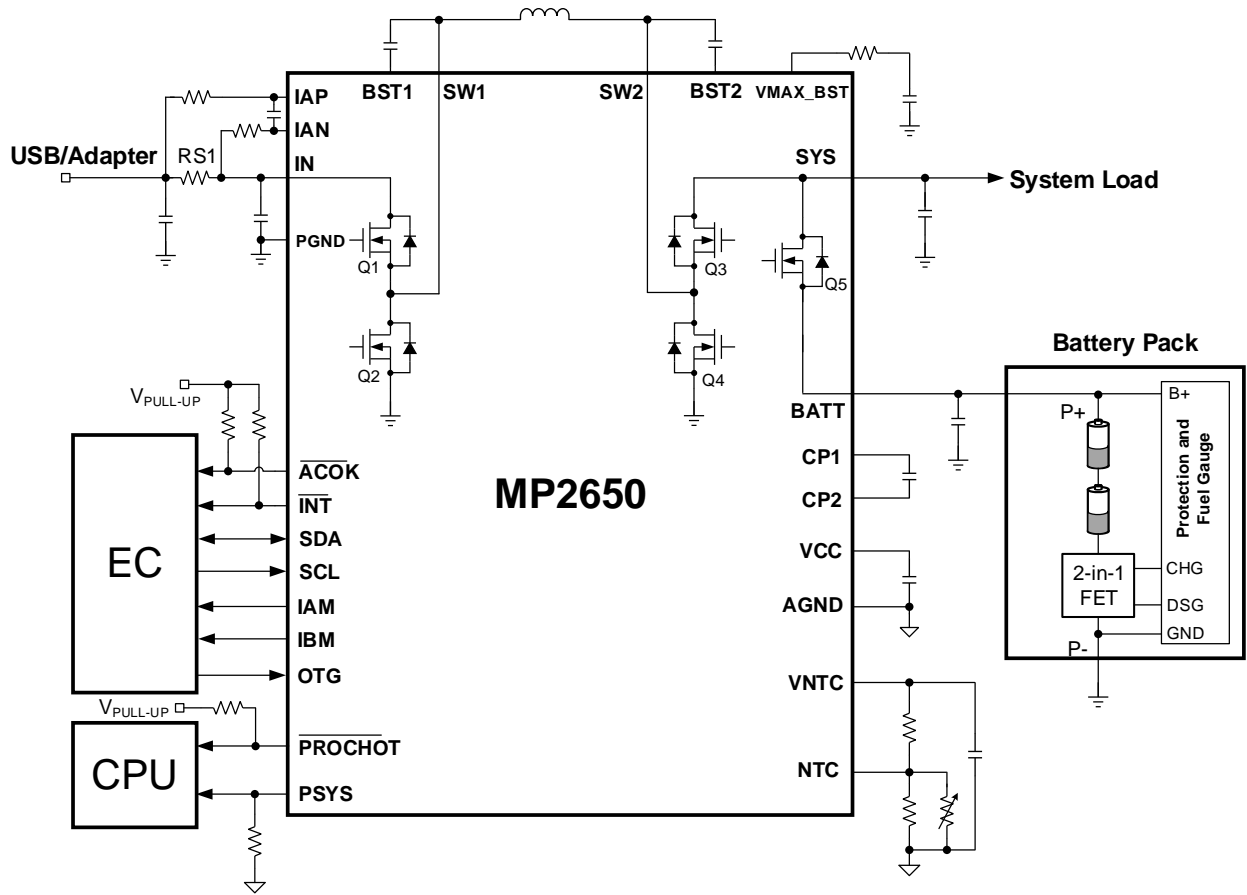 BST1
SW1
SW2
BST2
VMAX_BST
IAP
IAN
USB/Adapter
RS1
IN
SYS
System Load
PGND
Q1
Q3
Q5
Q2
Q4
Battery Pack
VPULL-UP
BATT
P+
B+
Protection and
Fuel Gauge
EC
ACOK
INT
SDA
SCL
IAM
IBM
OTG
MP2650
CP1
CP2
VCC
AGND
2-in-1
FET
CHG
DSG
GND
P-
VPULL-UP
CPU
PROCHOT
PSYS
VNTC
NTC